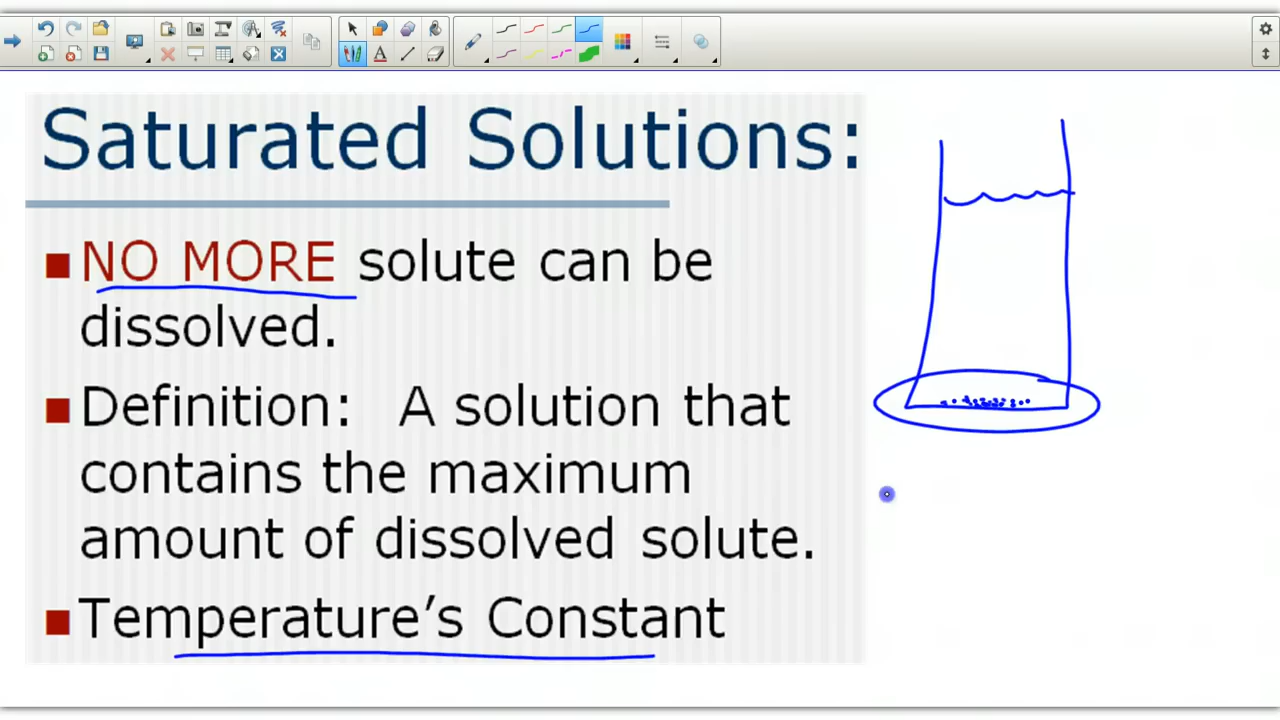 Saturated Solutions:
NO MORE solute can be
dissolved.
Definition: A solution that
contains the maximum
amount of dissolved solute.
Temperature’s Constant